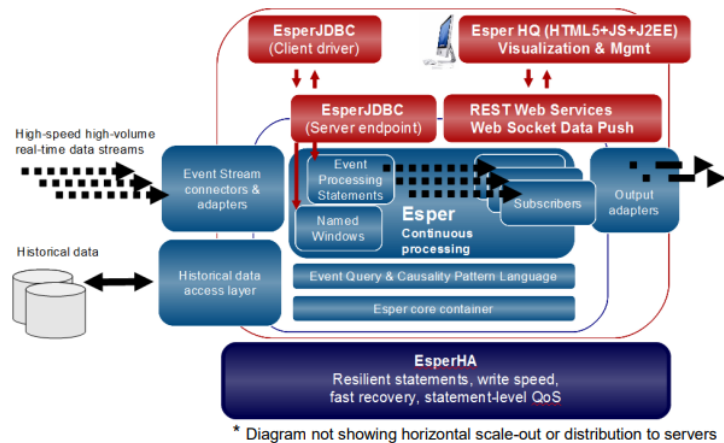 EsperJDBC
(Client driver)
Esper HQ (HTML5+JS+J2EE)
Visualization & Mgmt
EsperJDBC
(Server endpoint)
REST Web Services
Web Socket Data Push
High-speed high-volume
real-time data streams
Event Stream
connectors &
adapters
Event
Processing
Statements
Named
Windows
Esper
Continuous
processing
Subscribers
Output
adapters
Historical data
Historical data
access layer
Event Query & Causality Pattern Language
Esper core container
EsperHA
Resilient statements, write speed,
fast recovery, statement-level QoS
* Diagram not showing horizontal scale-out or distribution to servers